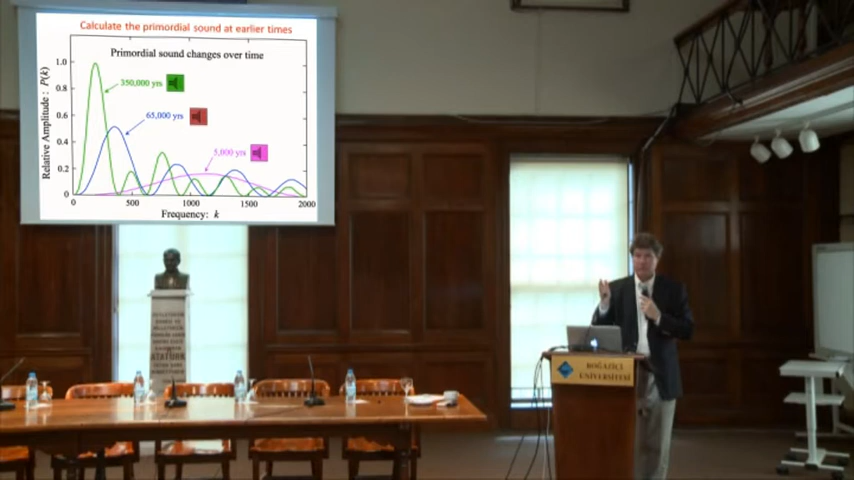 Calculate the primordial sound at earlier times
Primordial sound changes over time
Relative Amplitude : P(k)
1.0
0.8
0.6
0.4
0.2
0
350,000 yrs
65,000 yrs
5,000 yrs
0
500
1000
1500
2000
Frequency: k
ATATÜRK
BOĞAZİÇİ
ÜNİVERSİTESİ